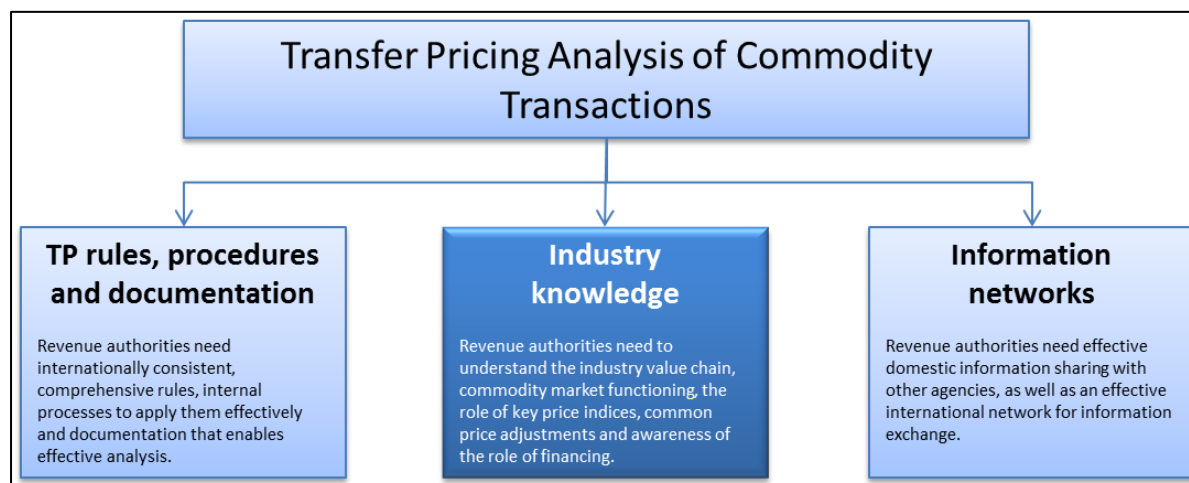 Transfer Pricing Analysis of Commodity
Transactions
TP rules, procedures
and documentation
Revenue authorities need
internationally consistent,
comprehensive rules, internal
processes to apply them effectively
and documentation that enables
effective analysis.
Industry
knowledge
Revenue authorities need to
understand the industry value chain,
commodity market functioning, the
role of key price indices, common
price adjustments and awareness of
the role of financing.
Information
networks
Revenue authorities need effective
domestic information sharing with
other agencies, as well as an effective
international network for information
exchange.